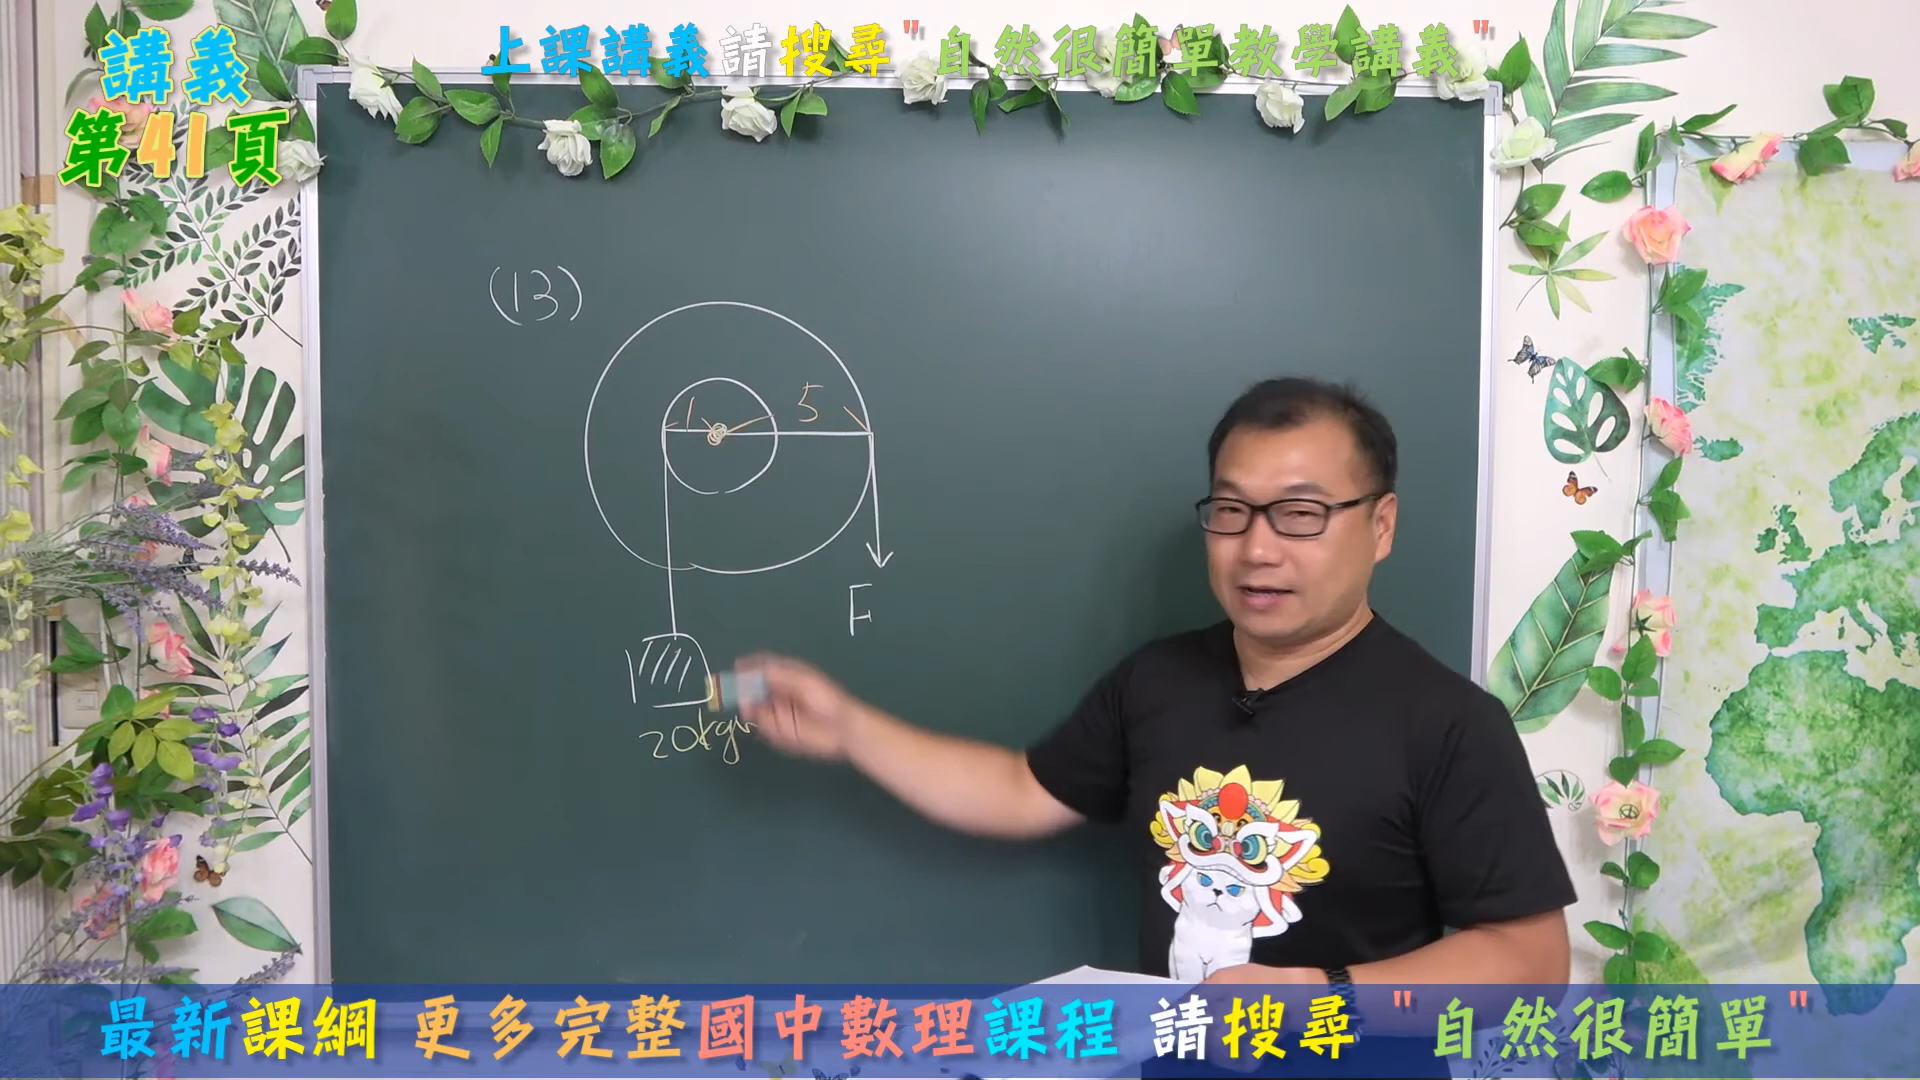 上課講義請搜尋"自然很簡單教學講義"
講義
第41頁
(13)
1 5
F
20kgw
最新課綱 更多完整國中數理課程 請搜尋 "自然很簡單"